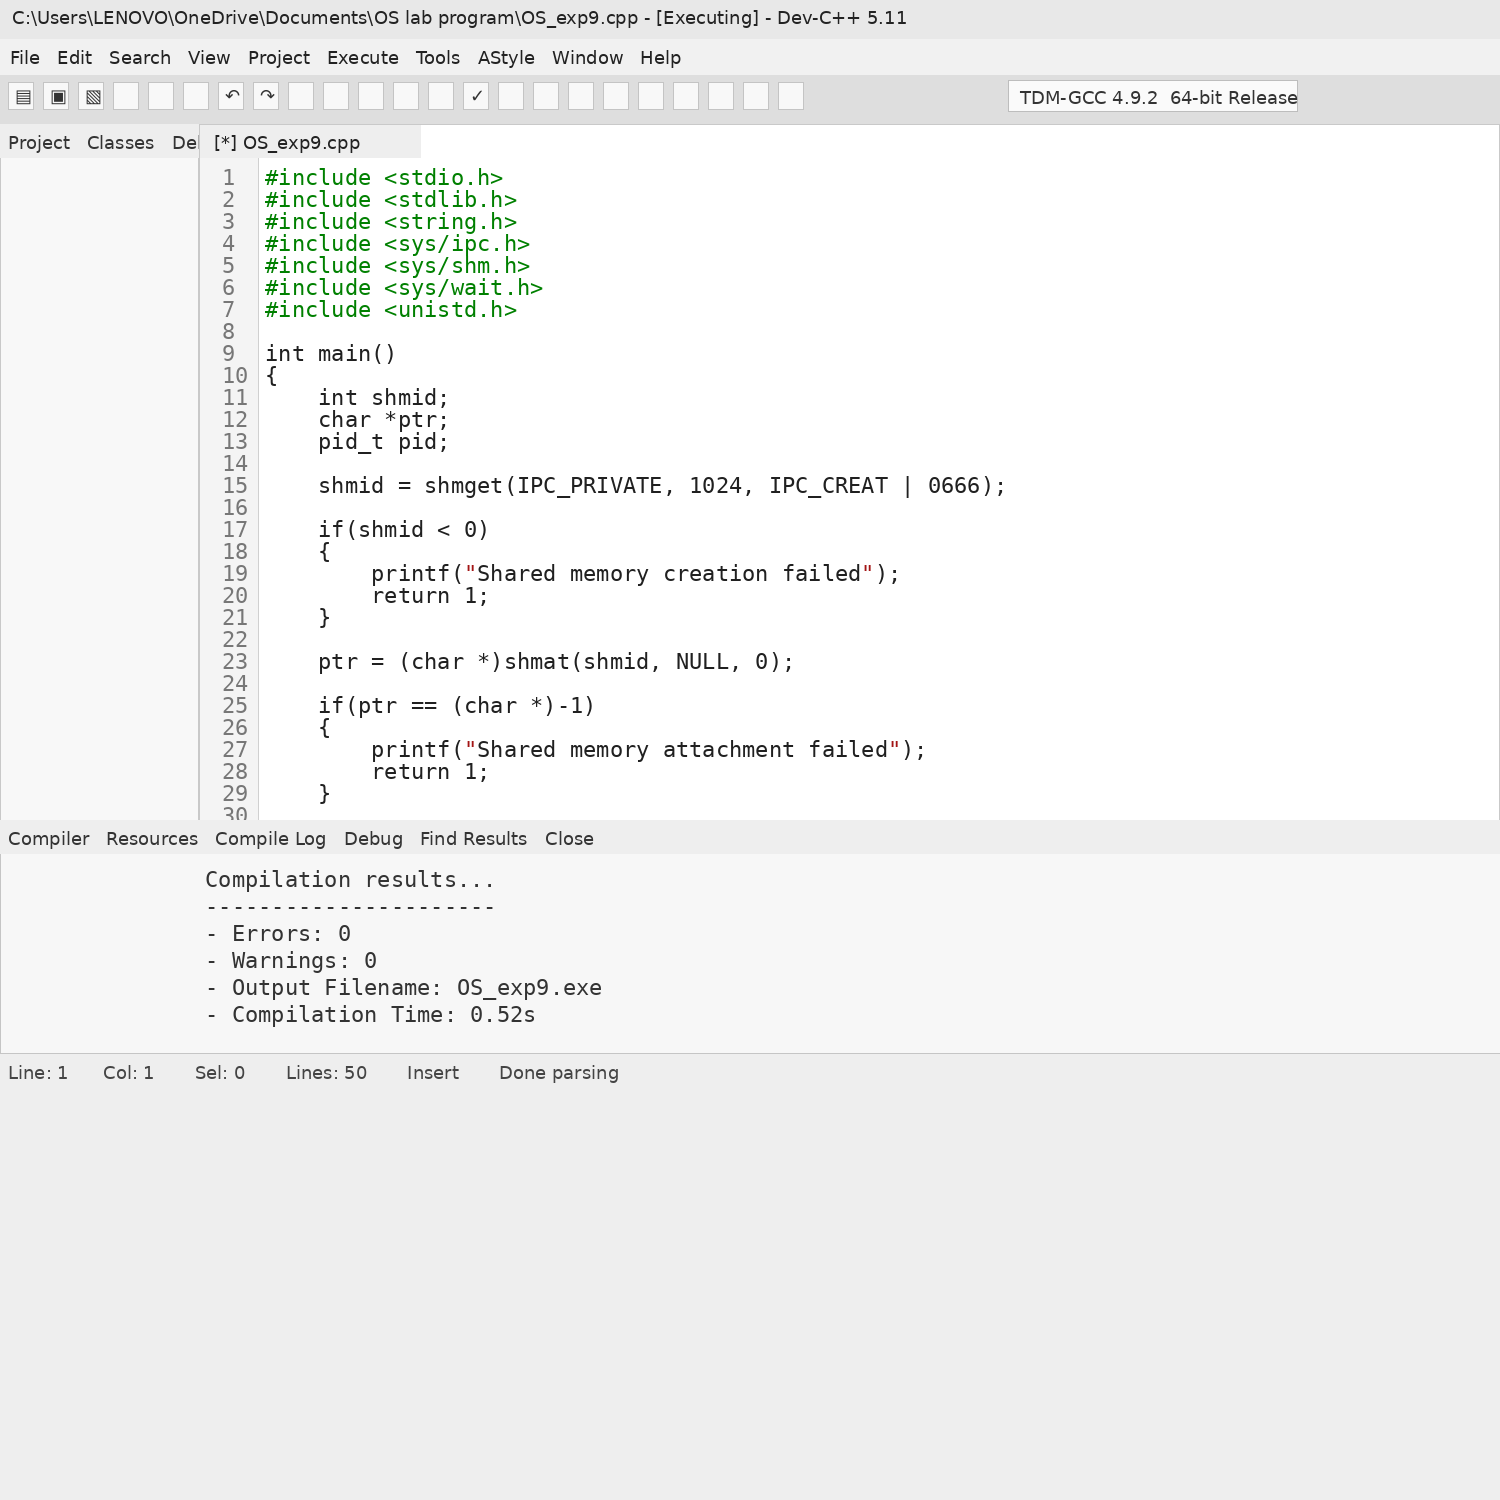 C:\Users\LENOVO\OneDrive\Documents\OS lab program\OS_exp9.cpp - [Executing] - Dev-C++ 5.11
File Edit Search View Project Execute Tools AStyle Window Help
TDM-GCC 4.9.2 64-bit Release
Project Classes De
[*] OS_exp9.cpp
1 #include <stdio.h>
2 #include <stdlib.h>
3 #include <string.h>
4 #include <sys/ipc.h>
5 #include <sys/shm.h>
6 #include <sys/wait.h>
7 #include <unistd.h>
8
9 int main()
10 {
11     int shmid;
12     char *ptr;
13     pid_t pid;
14
15     shmid = shmget(IPC_PRIVATE, 1024, IPC_CREAT | 0666);
16
17     if(shmid < 0)
18     {
19         printf("Shared memory creation failed");
20         return 1;
21     }
22
23     ptr = (char *)shmat(shmid, NULL, 0);
24
25     if(ptr == (char *)-1)
26     {
27         printf("Shared memory attachment failed");
28         return 1;
29     }
30
Compiler Resources Compile Log Debug Find Results Close
Compilation results...
----------------------
- Errors: 0
- Warnings: 0
- Output Filename: OS_exp9.exe
- Compilation Time: 0.52s
Line: 1 Col: 1 Sel: 0 Lines: 50 Insert Done parsing